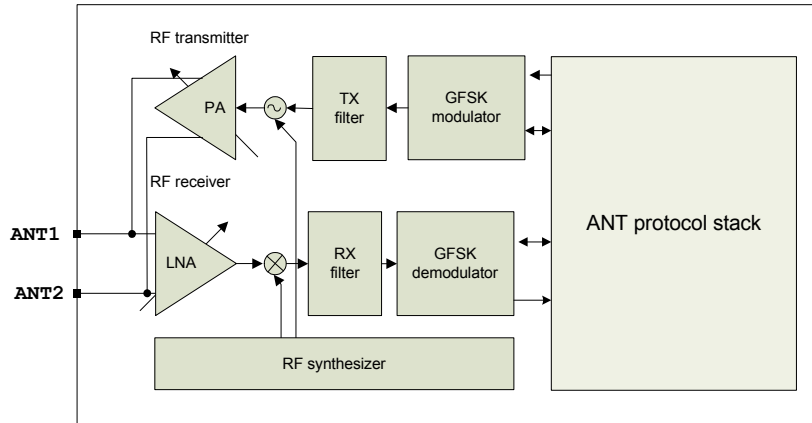 RF transmitter
PA
TX
filter
GFSK
modulator
RF receiver
ANT1
ANT2
LNA
RX
filter
GFSK
demodulator
ANT protocol stack
RF synthesizer